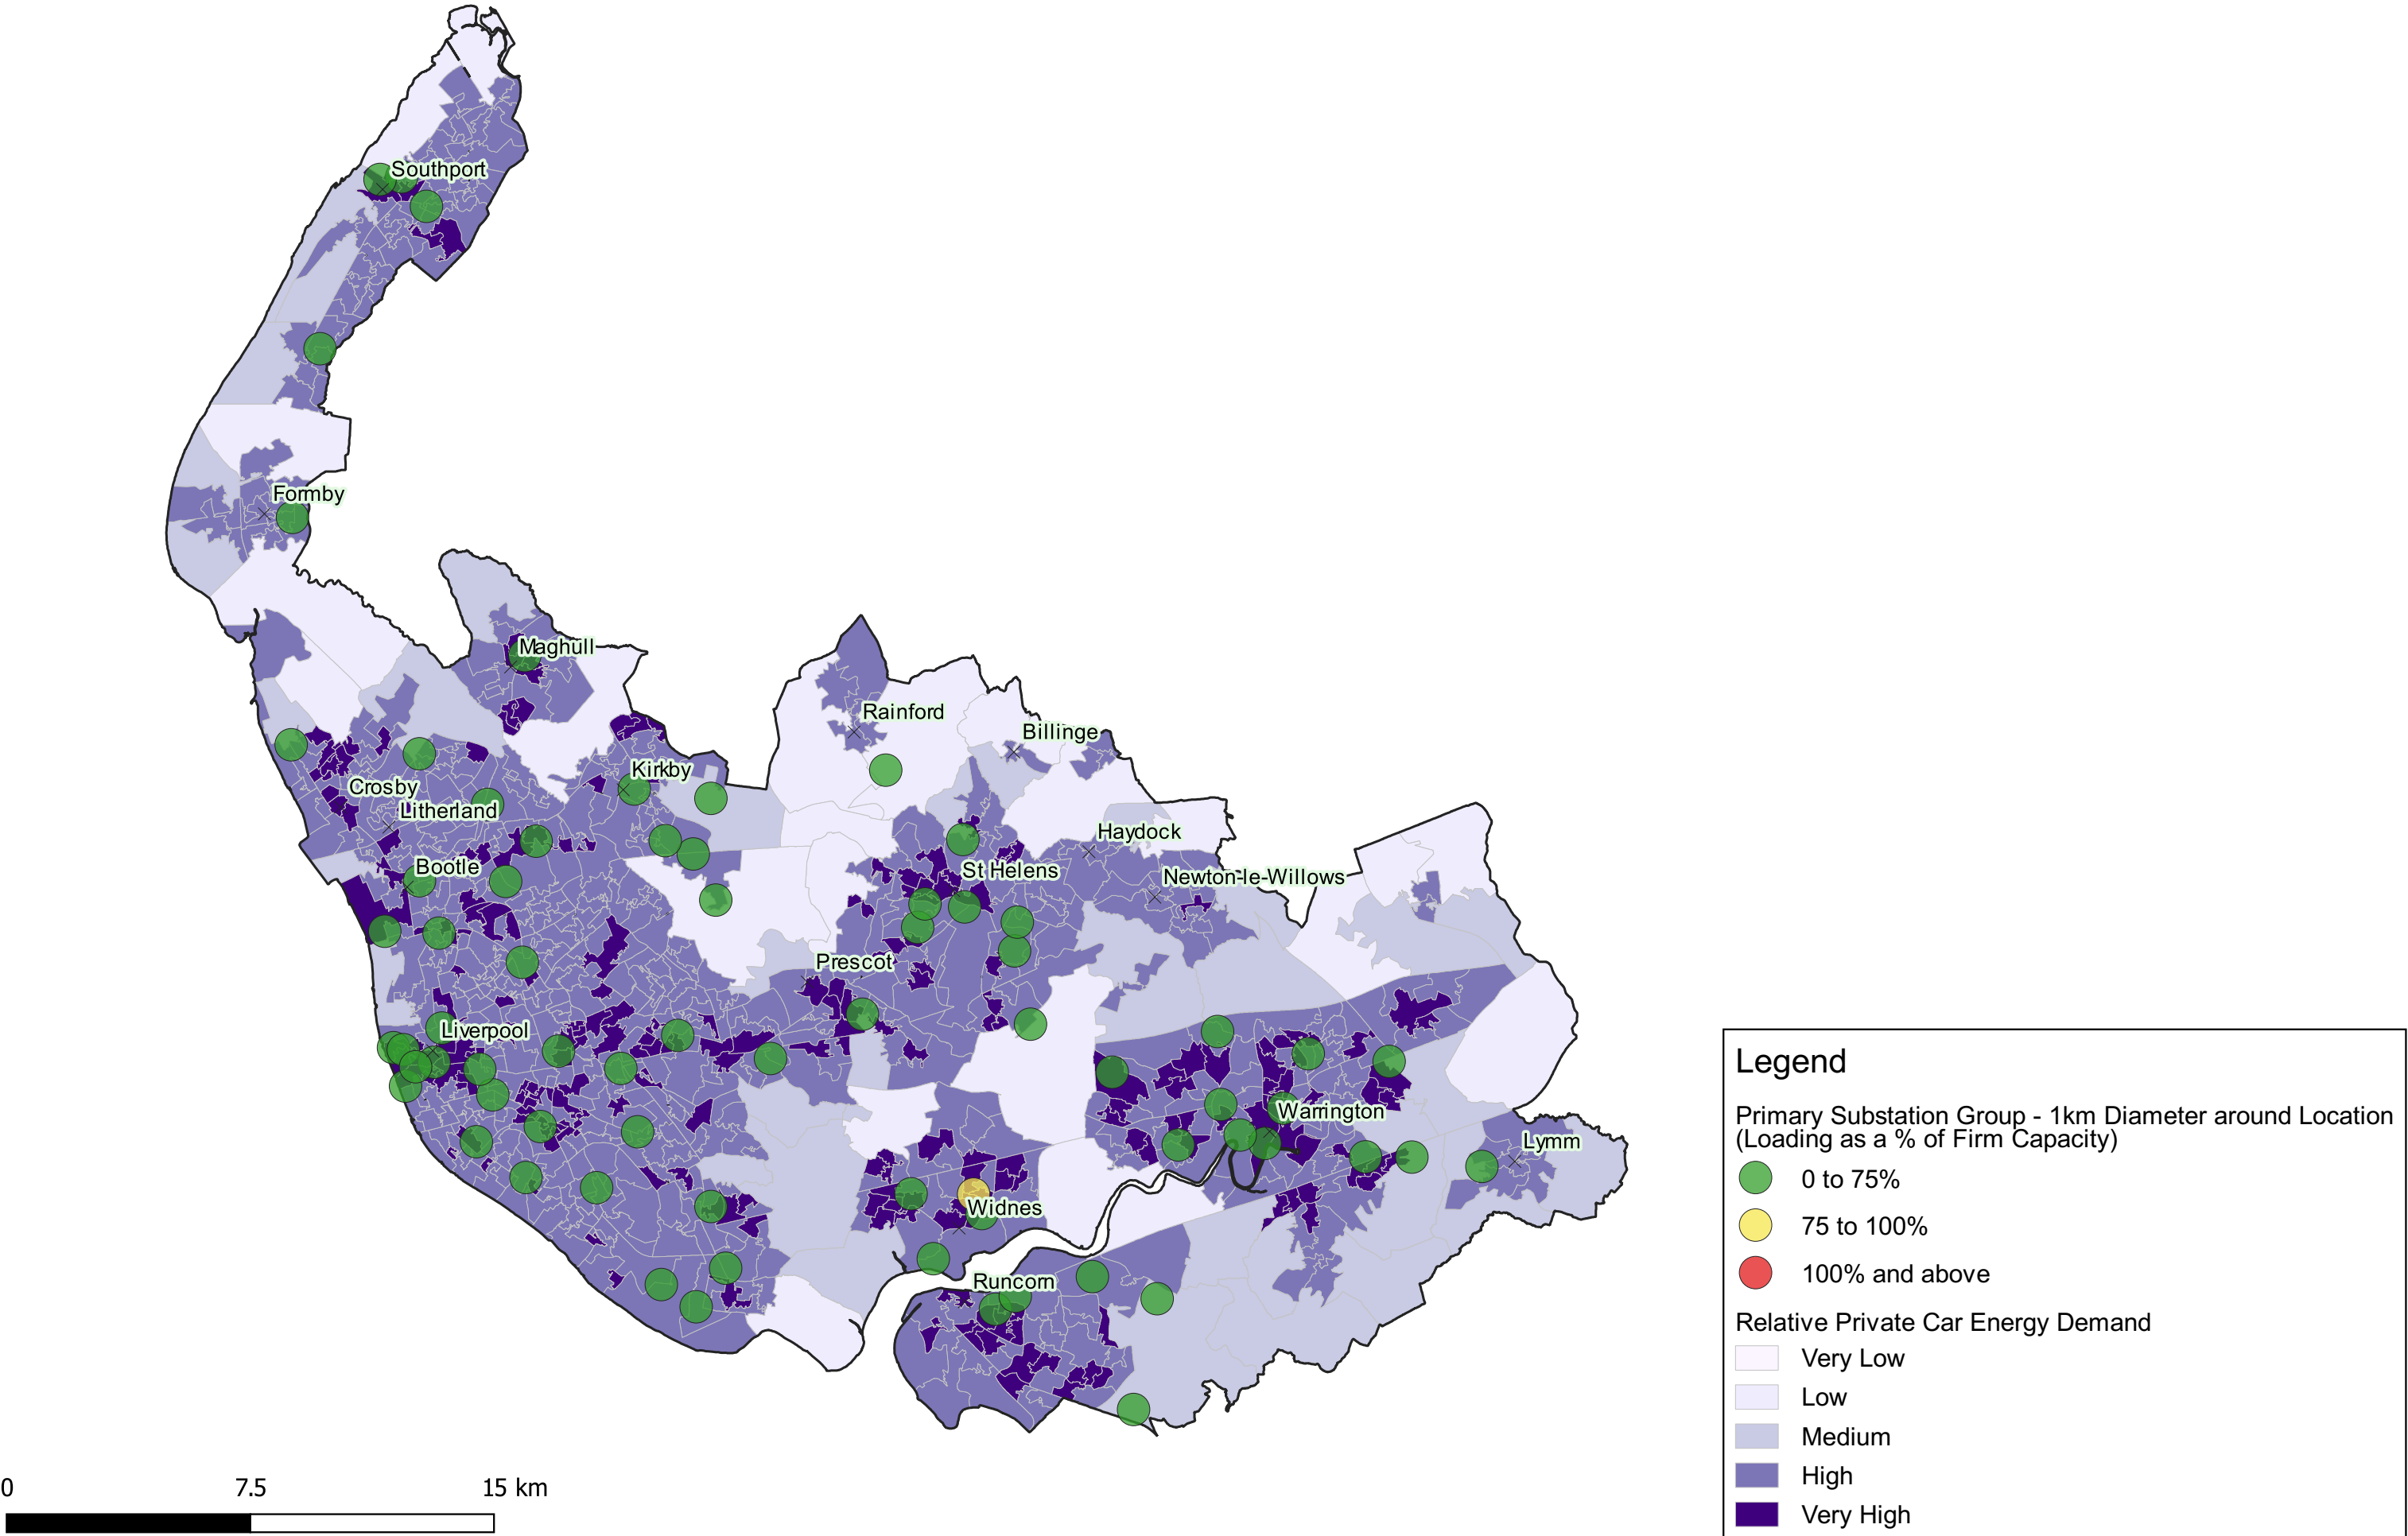 Southport
Formby
Maghull
Rainford
Billinge
Kirkby
Crosby
Litherland
Haydock
Bootle
St Helens
Newton-le-Willows
Prescot
Liverpool
Warrington
Lymm
Widnes
Runcorn
0 7.5 15 km
Legend
Primary Substation Group - 1km Diameter around Location
(Loading as a % of Firm Capacity)
0 to 75%
75 to 100%
100% and above
Relative Private Car Energy Demand
Very Low
Low
Medium
High
Very High